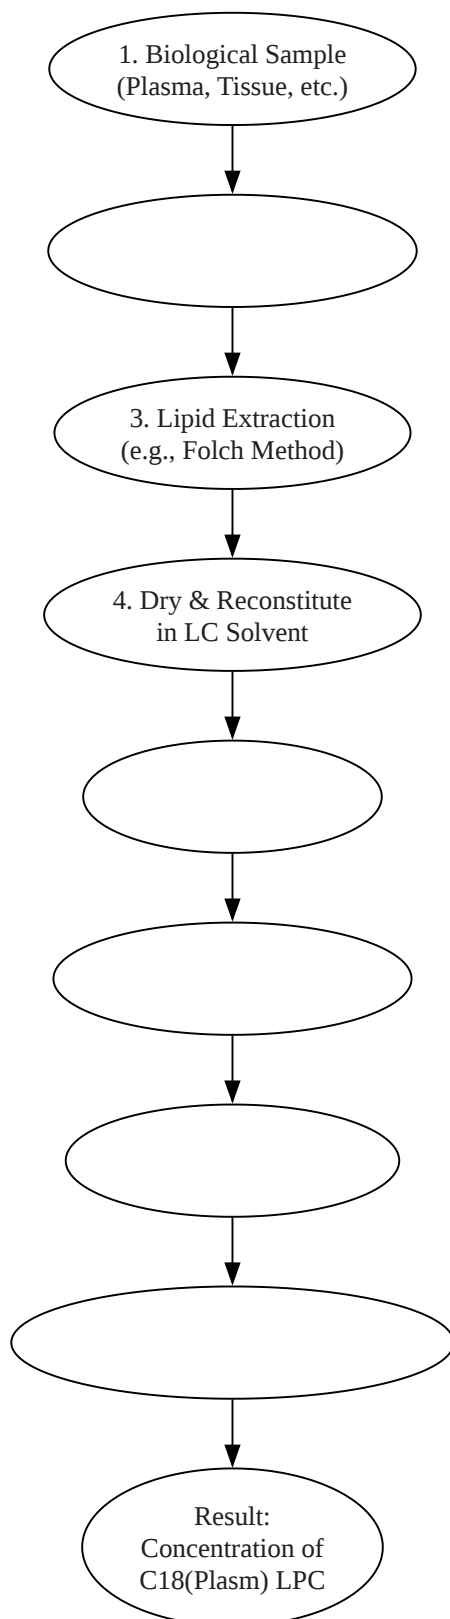 1. Biological Sample
(Plasma, Tissue, etc.)
3. Lipid Extraction
(e.g., Folch Method)
4. Dry & Reconstitute
in LC Solvent
Result:
Concentration of
C18(Plasm) LPC